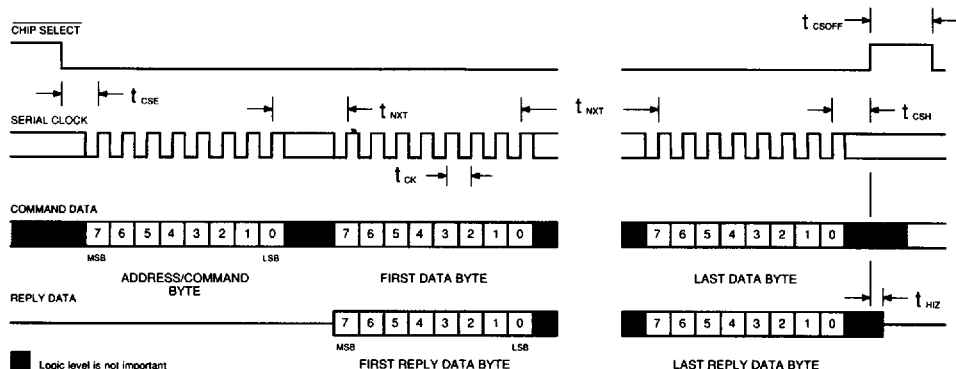 CHIP SELECT
t CSOFF
t CSE
t NXT
t NXT
t CSH
SERIAL CLOCK
t CK
COMMAND DATA
7 6 5 4 3 2 1 0 7 6 5 4 3 2 1 0 7 6 5 4 3 2 1 0
MSB LSB
ADDRESS/COMMAND BYTE
FIRST DATA BYTE
LAST DATA BYTE
REPLY DATA
t HIZ
7 6 5 4 3 2 1 0 7 6 5 4 3 2 1 0
MSB LSB
Logic level is not important
FIRST REPLY DATA BYTE
LAST REPLY DATA BYTE